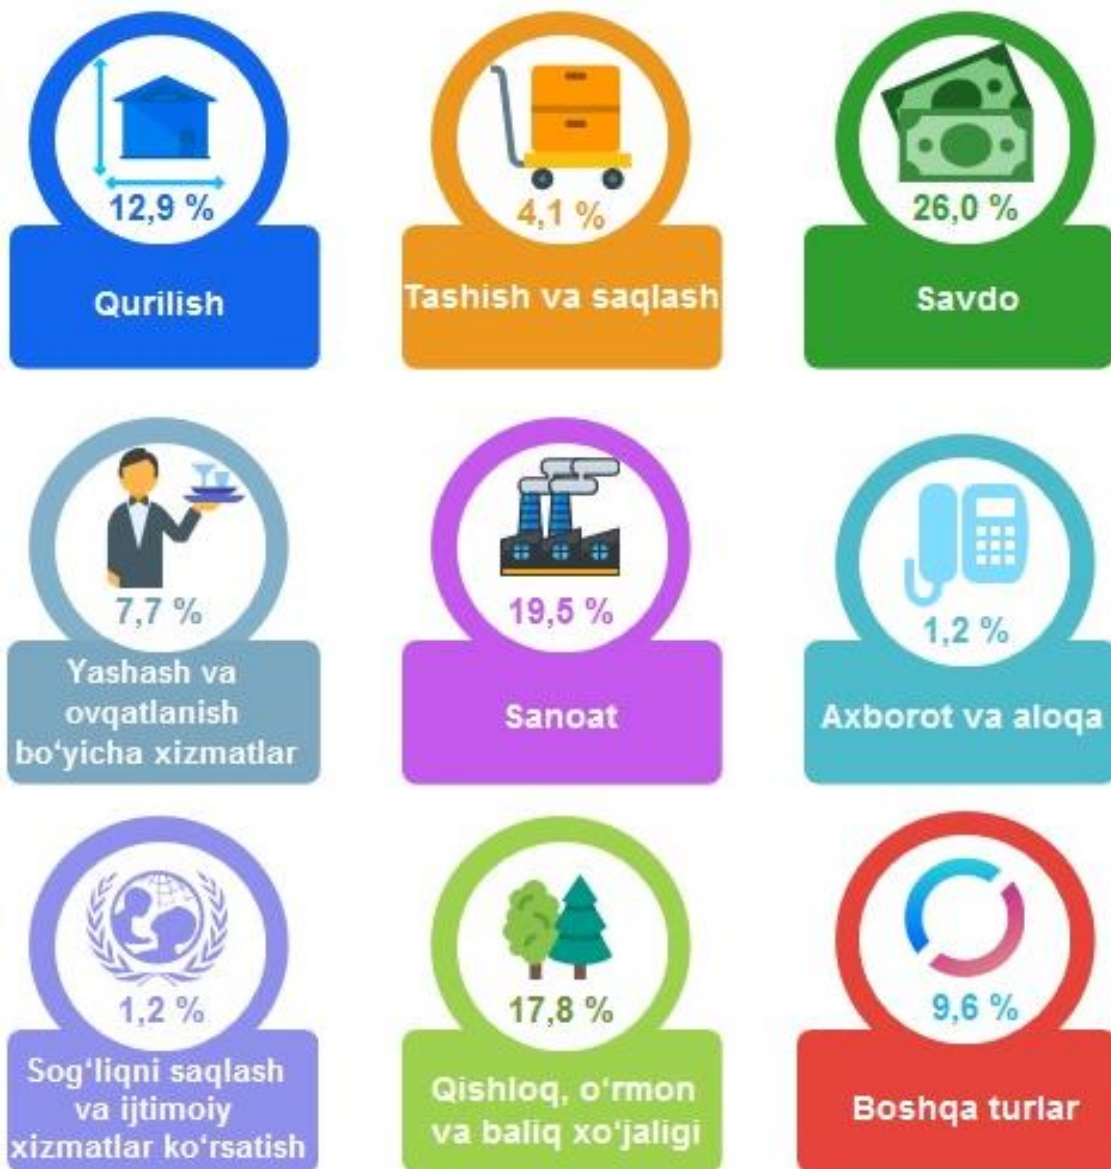 12,9 %
Qurilish
4,1 %
Tashish va saqlash
26,0 %
Savdo
7,7 %
Yashash va
ovqatlanish
bo‘yicha xizmatlar
19,5 %
Sanoat
1,2 %
Axborot va aloqa
1,2 %
Sog‘liqni saqlash
va ijtimoiy
xizmatlar ko‘rsatish
17,8 %
Qishloq, o‘rmon
va baliq xo‘jaligi
9,6 %
Boshqa turlar